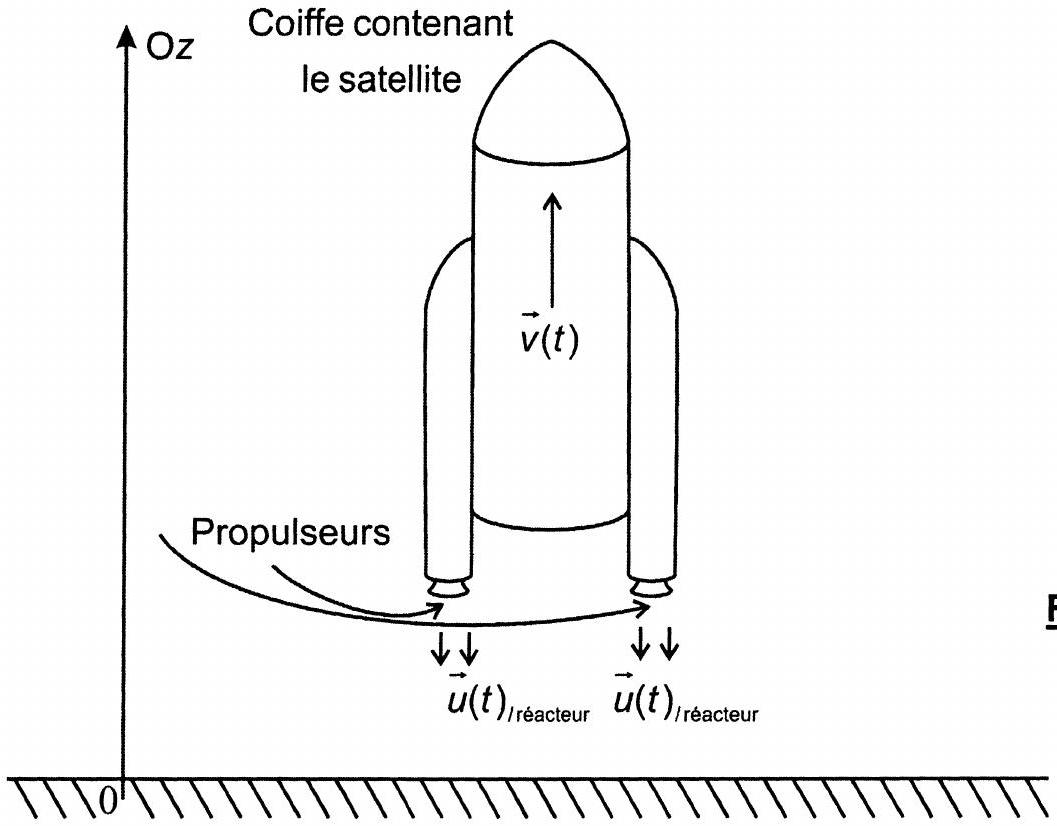 Oz
Coiffe contenant
le satellite
v(t)
Propulseurs
F
u(t)/réacteur u(t)/réacteur
0